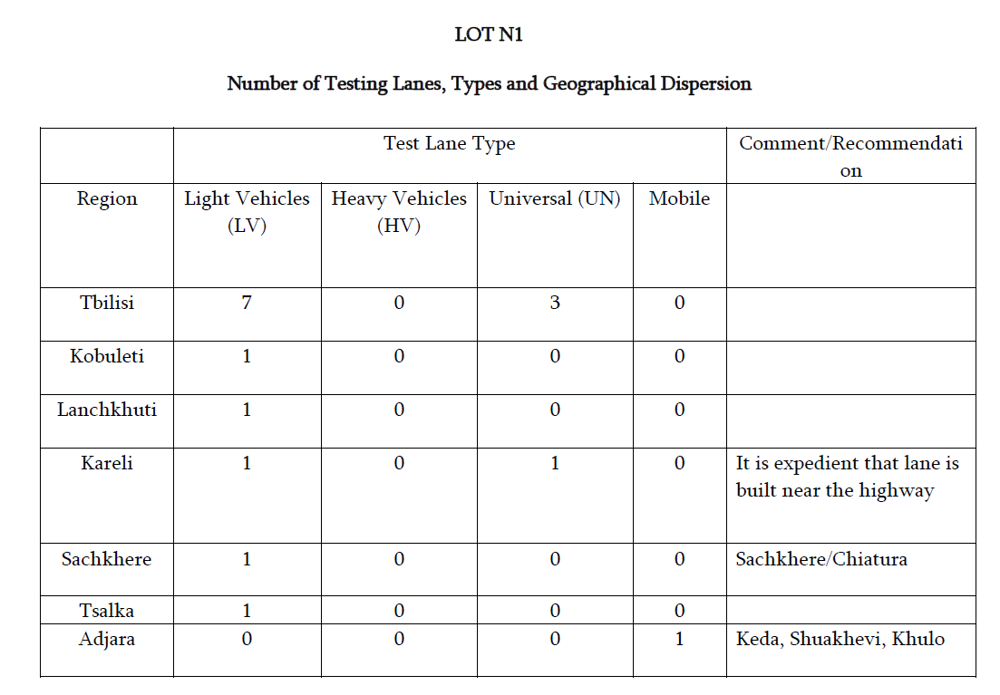 LOT N1
Number of Testing Lanes, Types and Geographical Dispersion
Test Lane Type Comment/Recommendati
on
Region Light Vehicles Heavy Vehicles Universal (UN) Mobile
(LV) (HV)
Tbilisi 7 0 3 0
Kobuleti 1 0 0 0
Lanchkhuti 1 0 0 0
Kareli 1 0 1 0 It is expedient that lane is
built near the highway
Sachkhere 1 0 0 0 Sachkhere/Chiatura
Tsalka 1 0 0 0
Adjara 0 0 0 1 Keda, Shuakhevi, Khulo